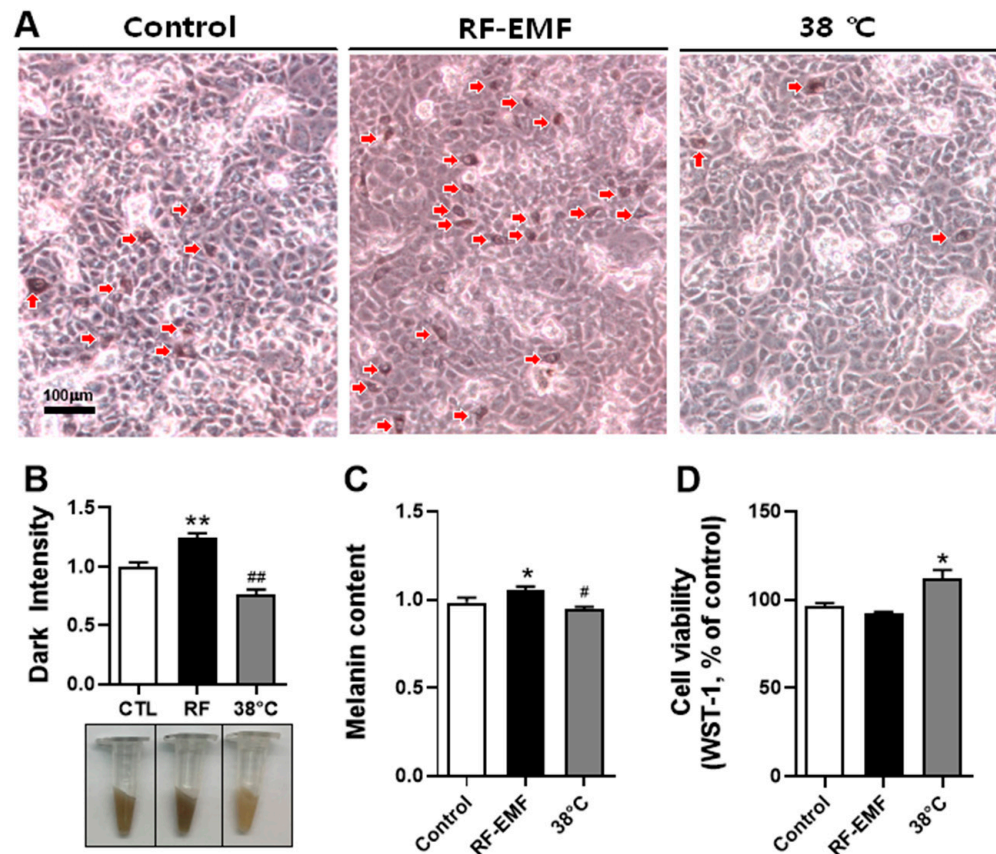 A
Control
RF-EMF
38 ℃
100μm
B
Dark Intensity
1.5
1.0
0.5
0.0
**
##
CTL
RF
38°C
C
Melanin content
1.5
1.0
0.5
0.0
*
#
Control
RF-EMF
38°C
D
Cell viability
(WST-1, % of control)
150
100
50
0
*
Control
RF-EMF
38°C